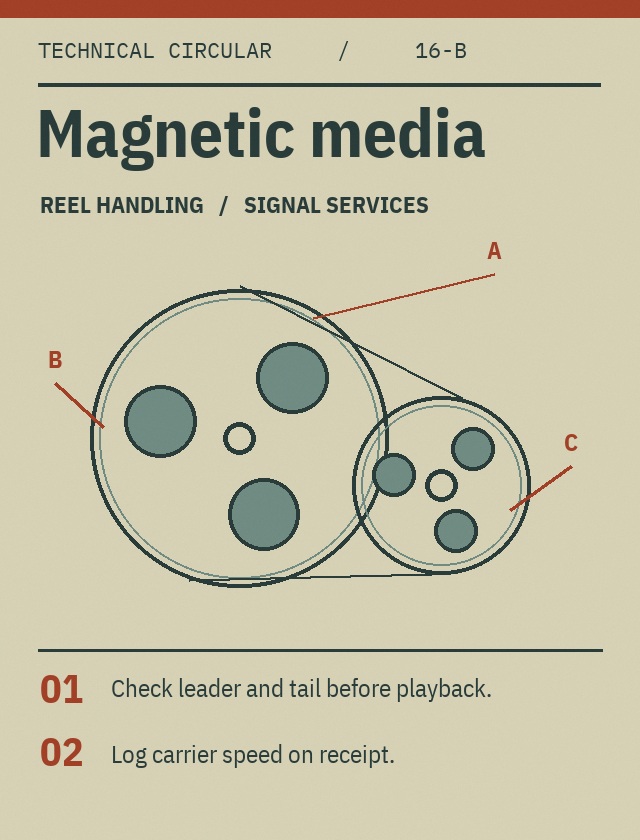 TECHNICAL CIRCULAR / 16-B
Magnetic media
REEL HANDLING / SIGNAL SERVICES
A
B
C
01 Check leader and tail before playback.
02 Log carrier speed on receipt.